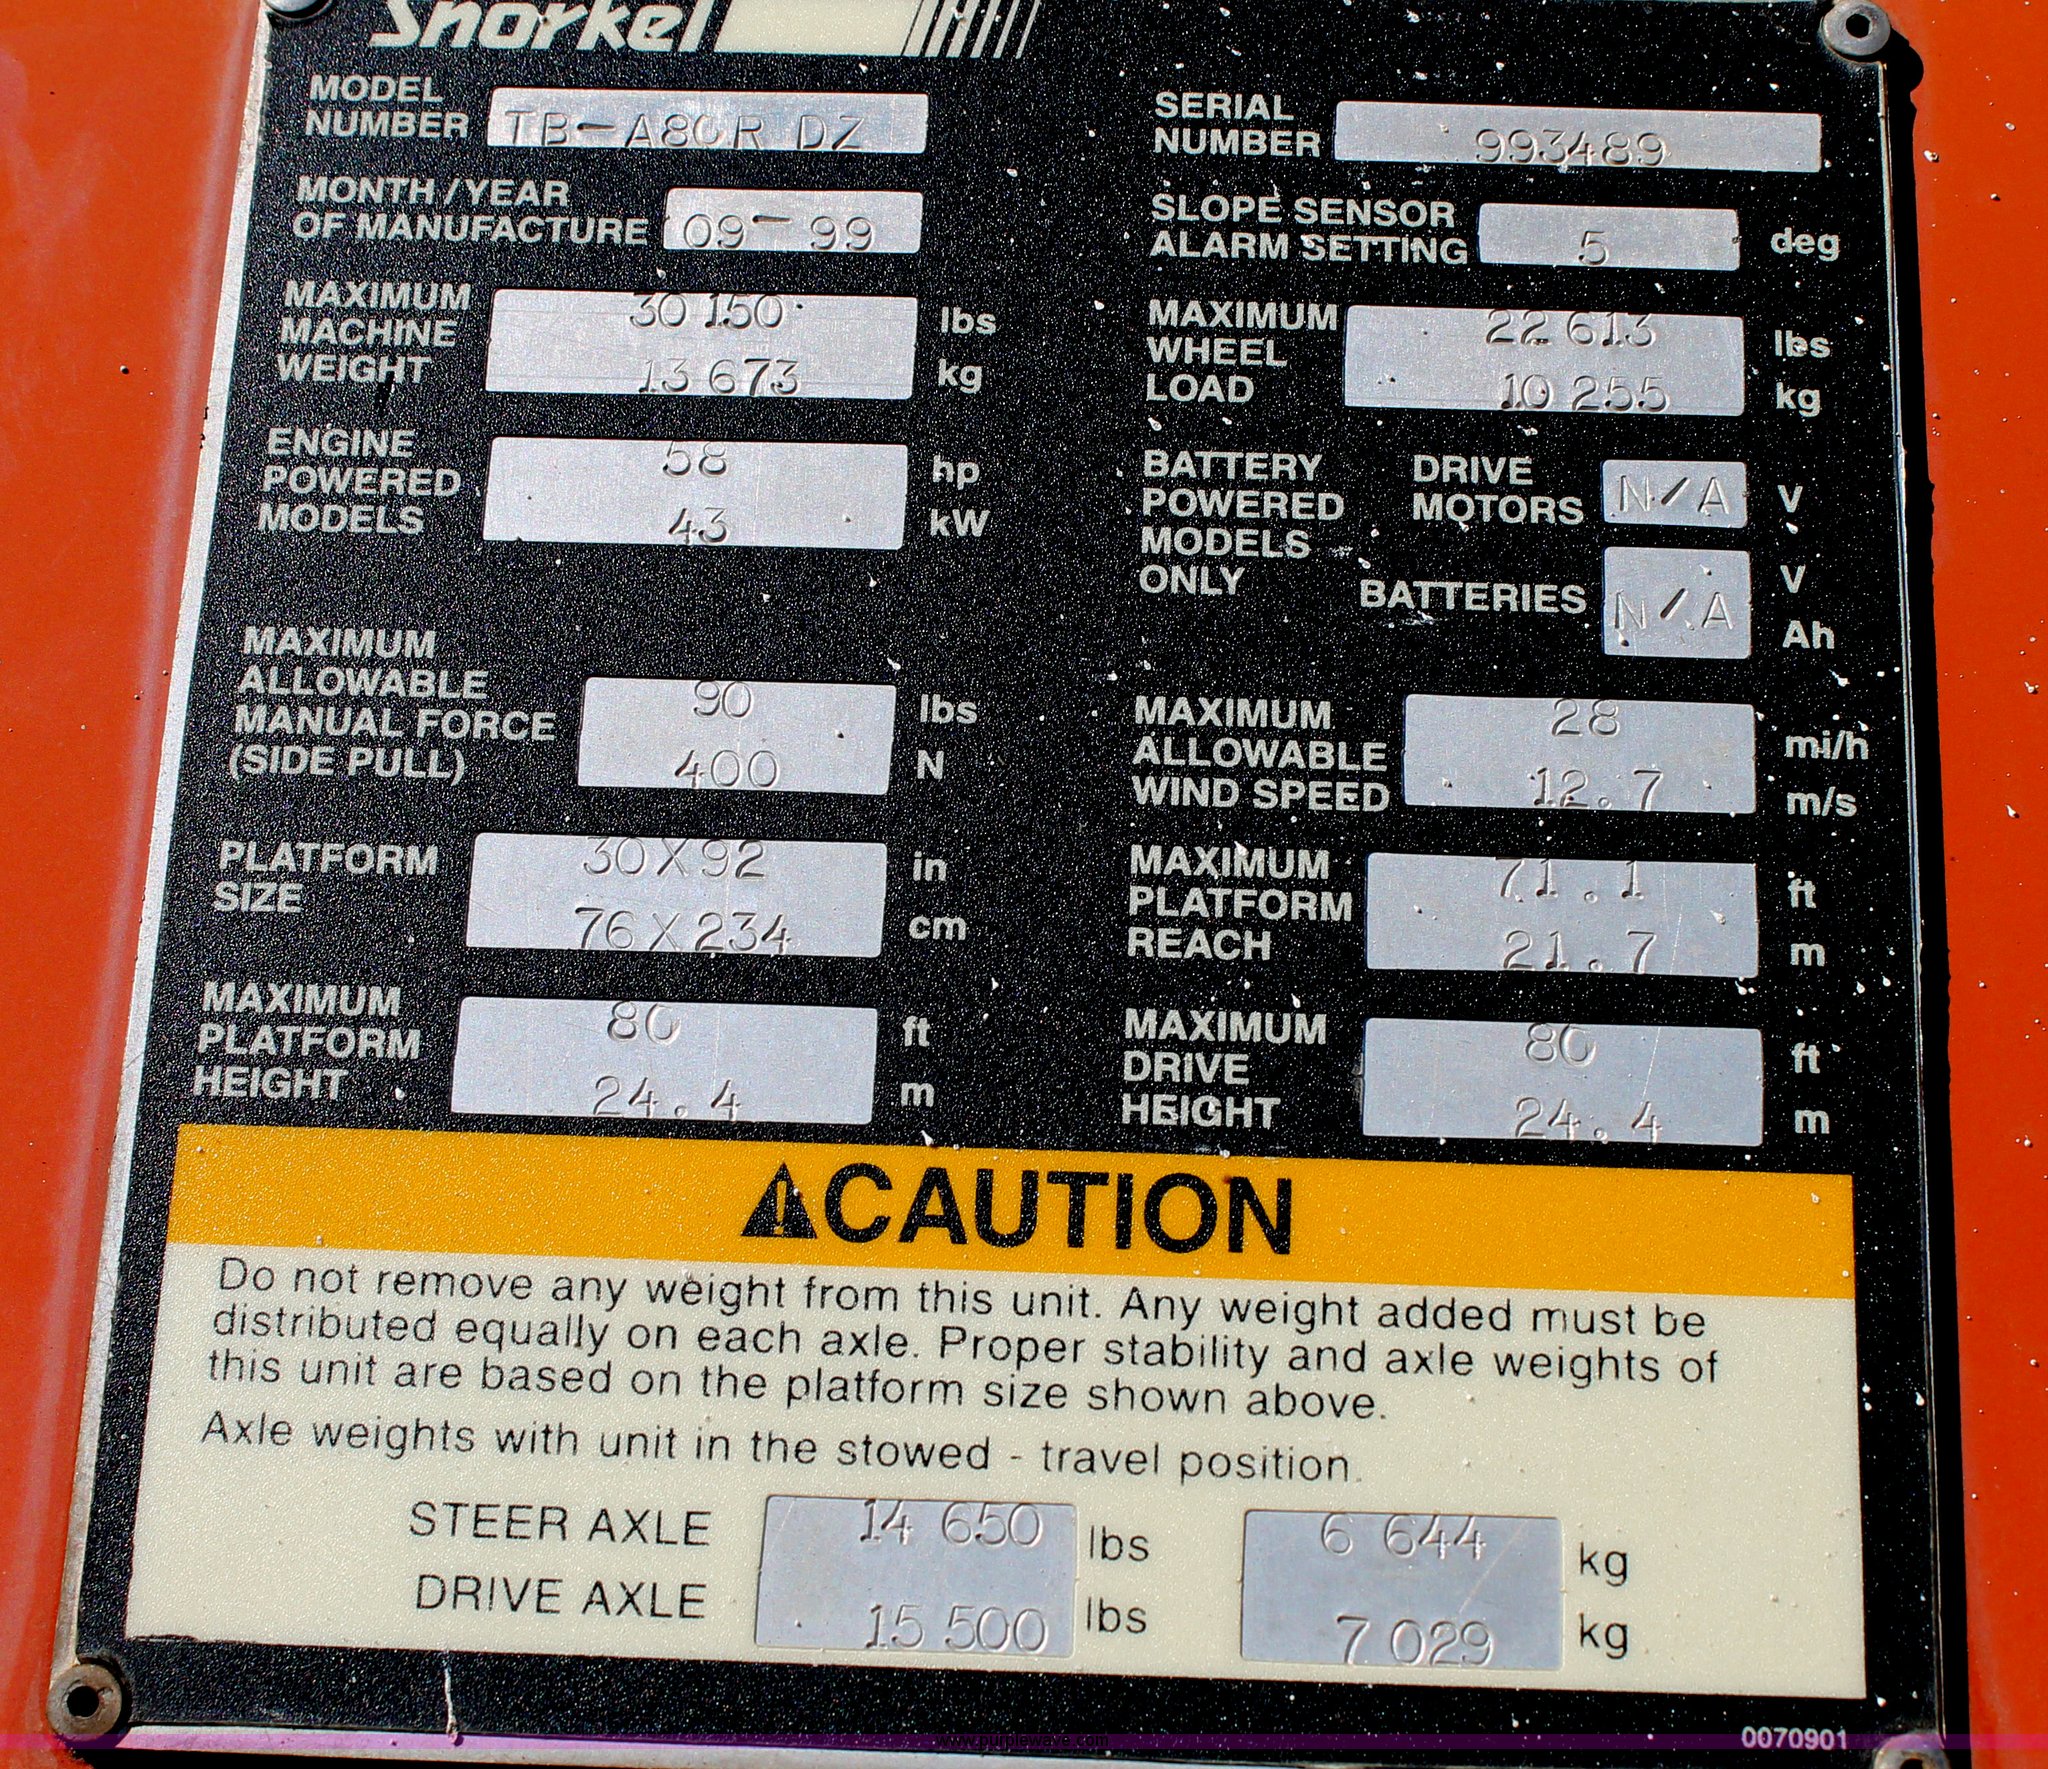 Snorkel
MODEL
NUMBER TB-A80R DZ
MONTH/YEAR
OF MANUFACTURE 09-99
MAXIMUM
MACHINE
WEIGHT
30 150 lbs
13 673 kg
ENGINE
POWERED
MODELS
58 hp
43 kW
MAXIMUM
ALLOWABLE
MANUAL FORCE
(SIDE PULL)
90 lbs
400 N
PLATFORM
SIZE
30X92 in
76X234 cm
MAXIMUM
PLATFORM
HEIGHT
80 ft
24.4 m
SERIAL
NUMBER 993489
SLOPE SENSOR
ALARM SETTING 5 deg
MAXIMUM
WHEEL
LOAD
22 613 lbs
10 255 kg
BATTERY
POWERED
MODELS
ONLY
DRIVE
MOTORS N/A V
BATTERIES N/A V
Ah
MAXIMUM
ALLOWABLE
WIND SPEED
28 mi/h
12.7 m/s
MAXIMUM
PLATFORM
REACH
71.1 ft
21.7 m
MAXIMUM
DRIVE
HEIGHT
80 ft
24.4 m
CAUTION
Do not remove any weight from this unit. Any weight added must be
distributed equally on each axle. Proper stability and axle weights of
this unit are based on the platform size shown above.
Axle weights with unit in the stowed - travel position.
STEER AXLE 14 650 lbs 6 644 kg
DRIVE AXLE 15 500 lbs 7 029 kg
0070901
www.purplewave.com